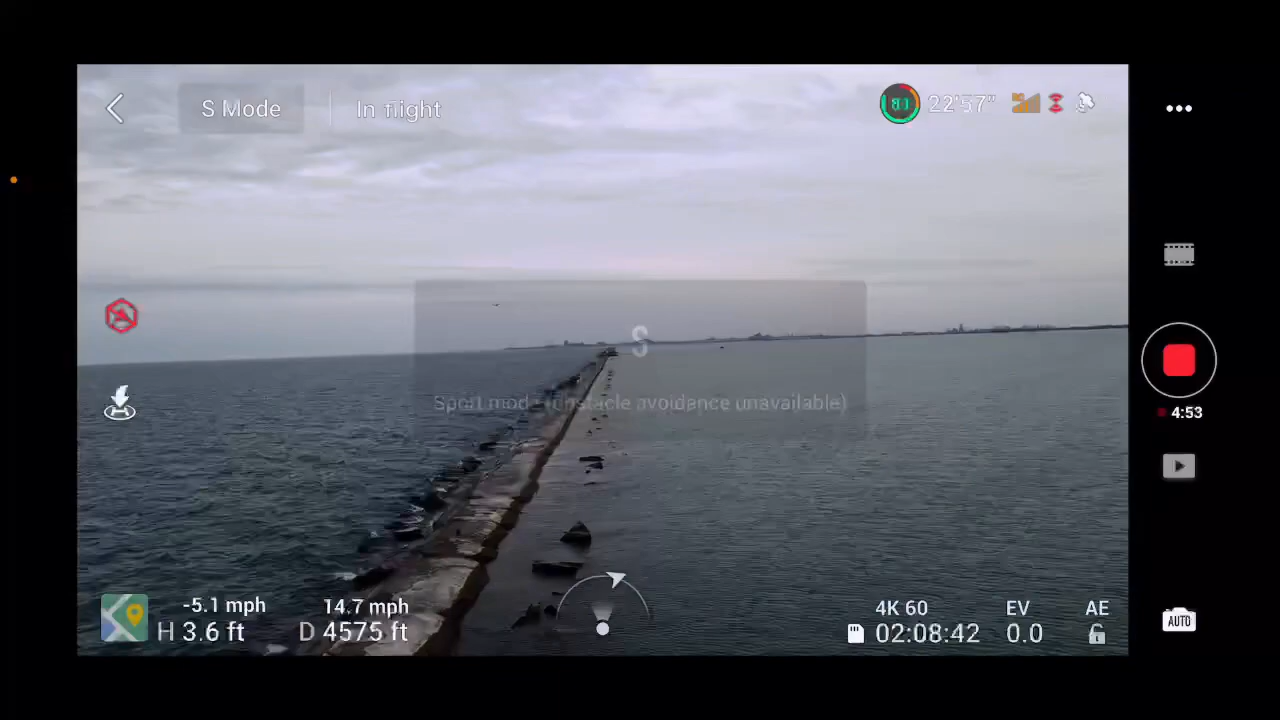 S Mode
In flight
81
22'57"
S
Sport mode (obstacle avoidance unavailable)
4:53
-5.1 mph
14.7 mph
4K 60
EV
AE
H 3.6 ft
D 4575 ft
02:08:42
0.0
AUTO